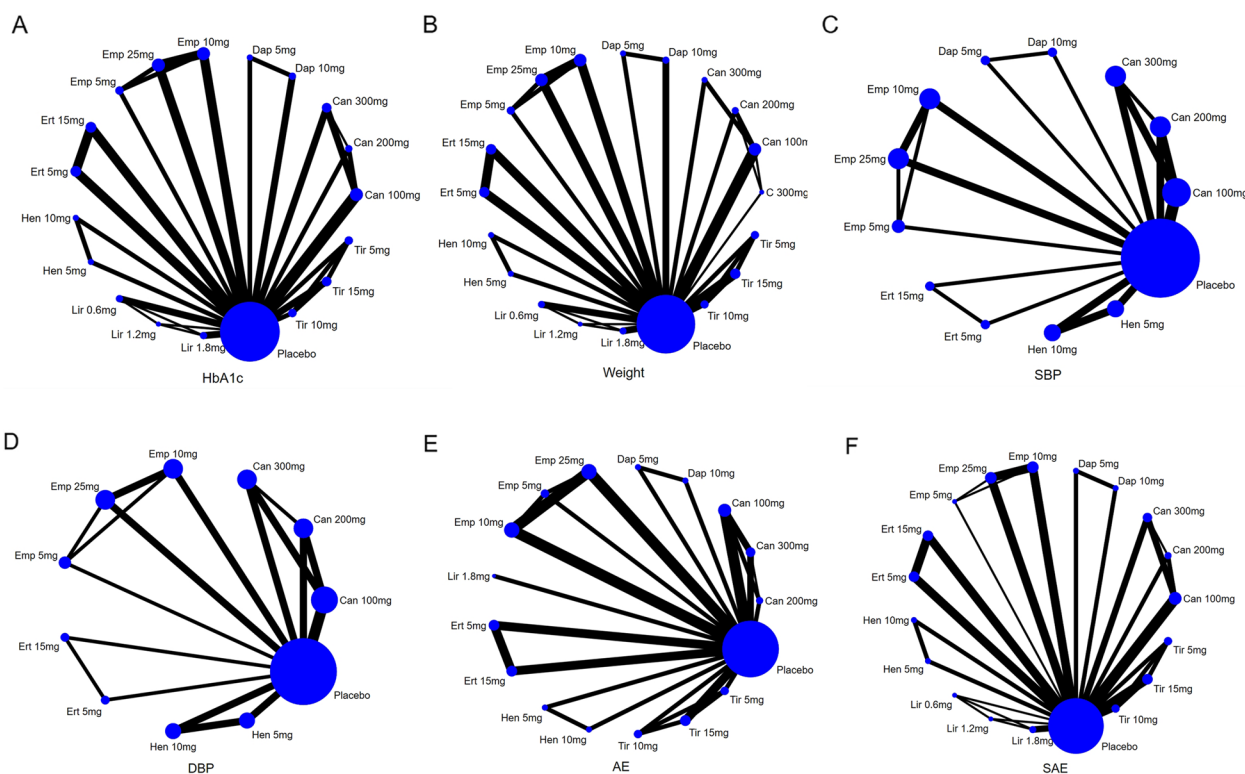 A
Emp 10mg
Emp 25mg
Emp 5mg
Dap 5mg
Dap 10mg
Can 300mg
Can 200mg
Can 100mg
Ert 15mg
Ert 5mg
Hen 10mg
Hen 5mg
Lir 0.6mg
Lir 1.2mg
Lir 1.8mg
Tir 5mg
Tir 15mg
Tir 10mg
Placebo
HbA1c
B
Emp 10mg
Emp 25mg
Emp 5mg
Dap 5mg
Dap 10mg
Can 300mg
Can 200mg
Can 100m
C 300mg
Ert 15mg
Ert 5mg
Hen 10mg
Hen 5mg
Lir 0.6mg
Lir 1.2mg
Lir 1.8mg
Tir 5mg
Tir 15mg
Tir 10mg
Placebo
Weight
C
Dap 5mg
Dap 10mg
Can 300mg
Can 200mg
Can 100mg
Emp 10mg
Emp 25mg
Emp 5mg
Ert 15mg
Ert 5mg
Hen 10mg
Hen 5mg
Placebo
SBP
D
Emp 10mg
Emp 25mg
Emp 5mg
Can 300mg
Can 200mg
Can 100mg
Ert 15mg
Ert 5mg
Hen 10mg
Hen 5mg
Placebo
DBP
E
Emp 25mg
Emp 5mg
Emp 10mg
Dap 5mg
Dap 10mg
Can 100mg
Can 300mg
Can 200mg
Lir 1.8mg
Ert 5mg
Ert 15mg
Hen 5mg
Hen 10mg
Tir 10mg
Tir 15mg
Tir 5mg
Placebo
AE
F
Emp 10mg
Emp 25mg
Emp 5mg
Dap 5mg
Dap 10mg
Can 300mg
Can 200mg
Can 100mg
Ert 15mg
Ert 5mg
Hen 10mg
Hen 5mg
Lir 0.6mg
Lir 1.2mg
Lir 1.8mg
Tir 5mg
Tir 15mg
Tir 10mg
Placebo
SAE